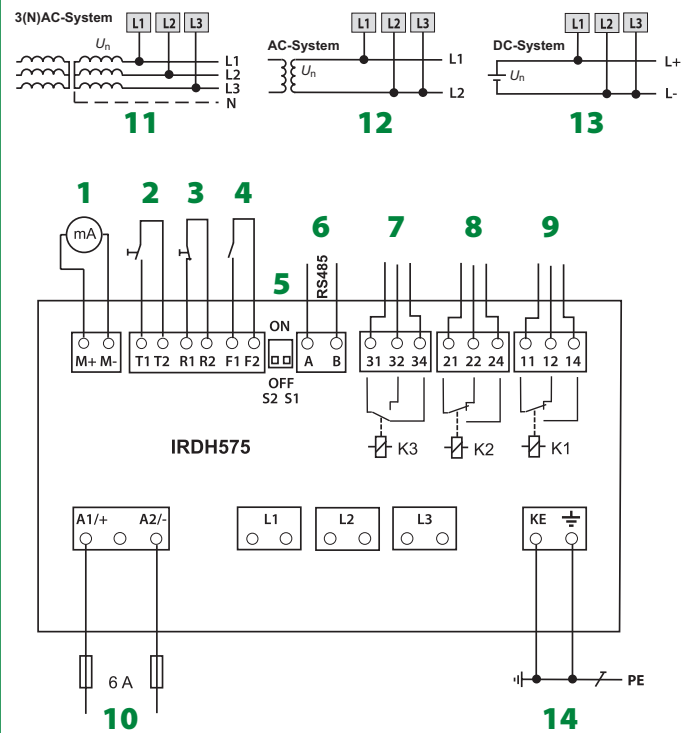 3(N)AC-System L1 L2 L3
Un
L1
L2
L3
N
11
AC-System L1 L2 L3
Un
L1
L2
12
DC-System L1 L2 L3
Un
L+
L-
13
1 2 3 4 5 6 7 8 9
mA
RS485
ON
M+ M- T1 T2 R1 R2 F1 F2 A B 31 32 34 21 22 24 11 12 14
OFF
S2 S1
IRDH575 K3 K2 K1
A1/+ A2/- L1 L2 L3 KE
6 A
PE
10 14